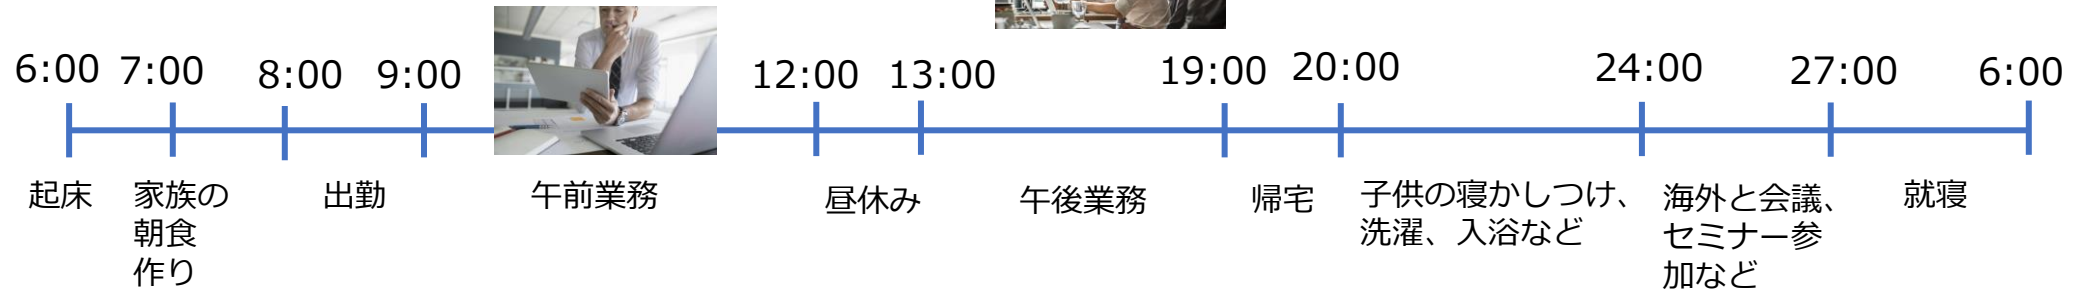 6:00 7:00 8:00 9:00 12:00 13:00 19:00 20:00 24:00 27:00 6:00
起床
家族の
朝食
作り
出勤
午前業務
昼休み
午後業務
帰宅
子供の寝かしつけ、
洗濯、入浴など
海外と会議、
セミナー参
加など
就寝